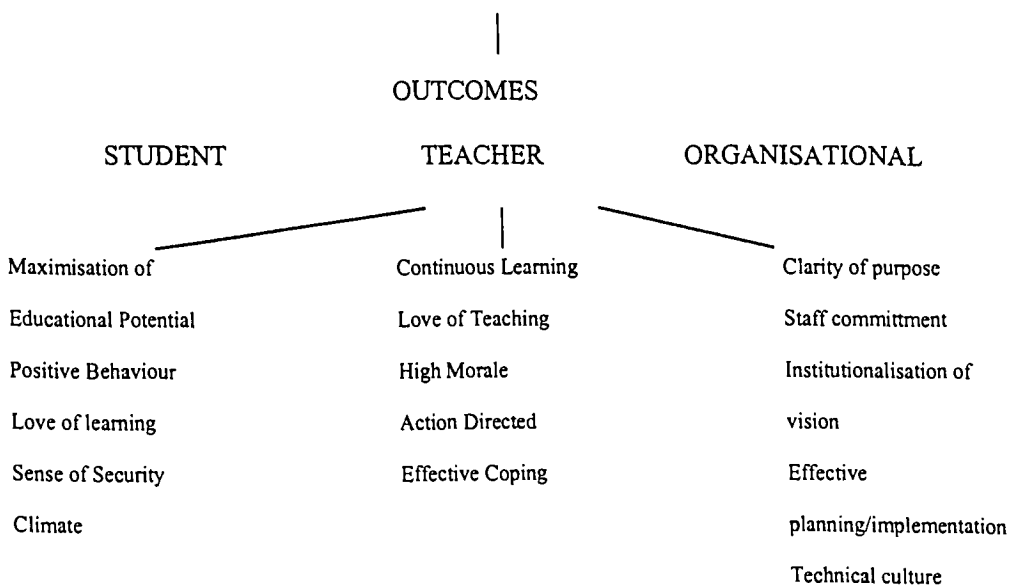 OUTCOMES
STUDENT TEACHER ORGANISATIONAL
Maximisation of
Educational Potential
Positive Behaviour
Love of learning
Sense of Security
Climate
Continuous Learning
Love of Teaching
High Morale
Action Directed
Effective Coping
Clarity of purpose
Staff committment
Institutionalisation of
vision
Effective
planning/implementation
Technical culture